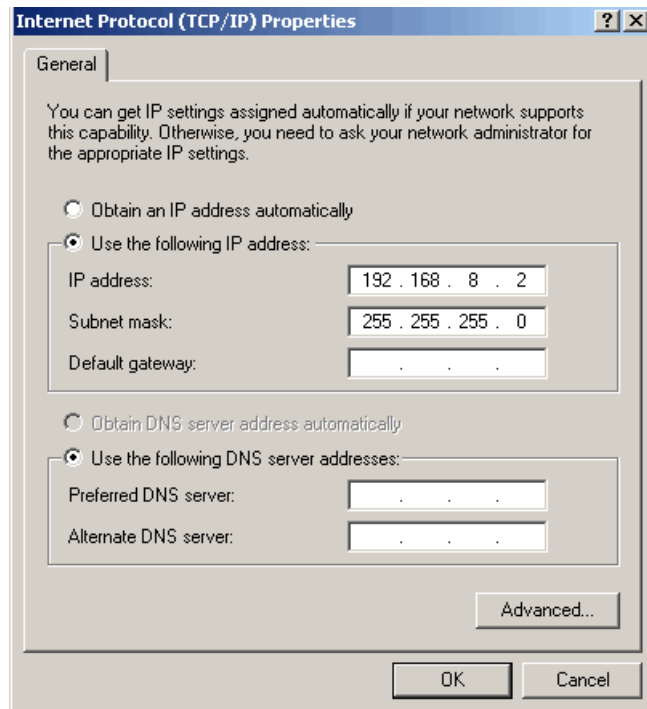 Internet Protocol (TCP/IP) Properties
General
You can get IP settings assigned automatically if your network supports
this capability. Otherwise, you need to ask your network administrator for
the appropriate IP settings.
Obtain an IP address automatically
Use the following IP address:
IP address: 192 . 168 . 8 . 2
Subnet mask: 255 . 255 . 255 . 0
Default gateway: . . .
Obtain DNS server address automatically
Use the following DNS server addresses:
Preferred DNS server: . . .
Alternate DNS server: . . .
Advanced...
OK Cancel